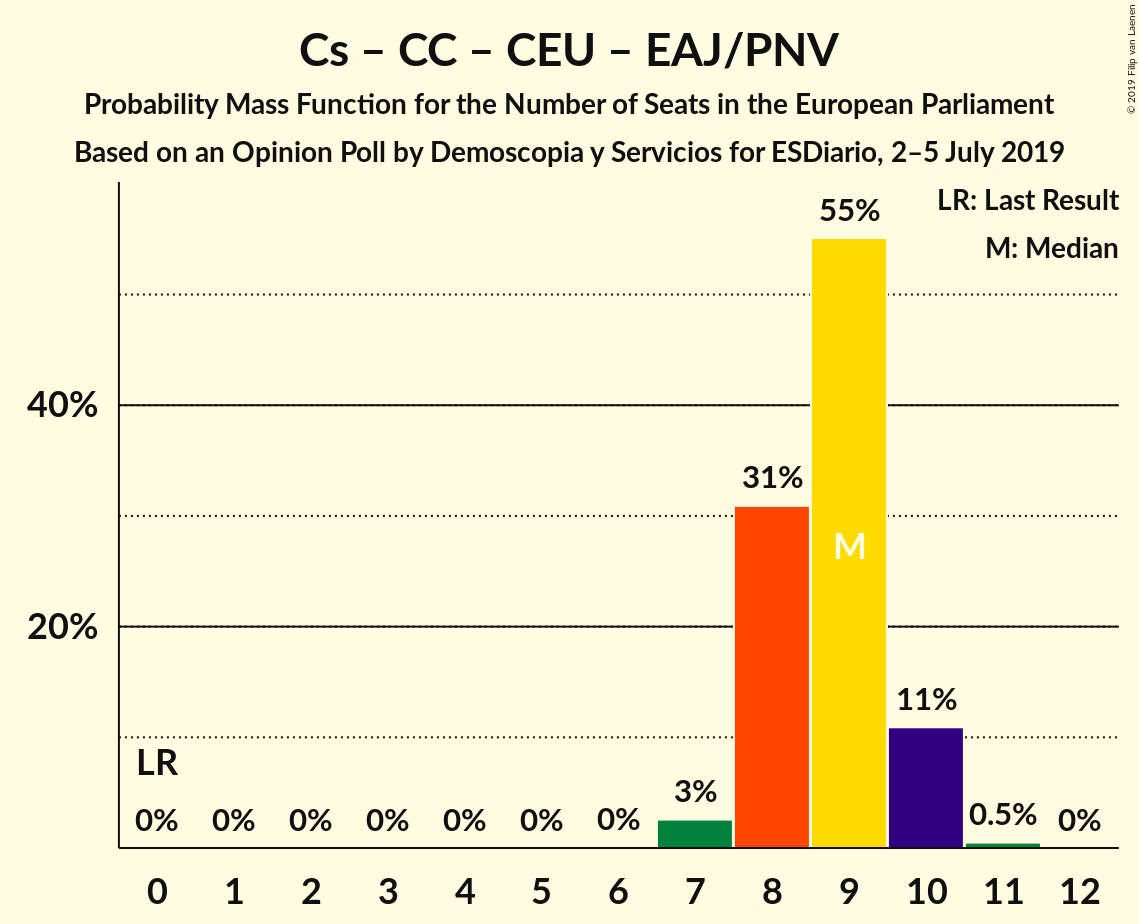 © 2019 Filip van Laenen
Cs – CC – CEU – EAJ/PNV
Probability Mass Function for the Number of Seats in the European Parliament
Based on an Opinion Poll by Demoscopia y Servicios for ESDiario, 2–5 July 2019
LR: Last Result
M: Median
55%
40%
31%
M
20%
11%
LR
3%
0% 0% 0% 0% 0% 0% 0% 0.5% 0%
0 1 2 3 4 5 6 7 8 9 10 11 12